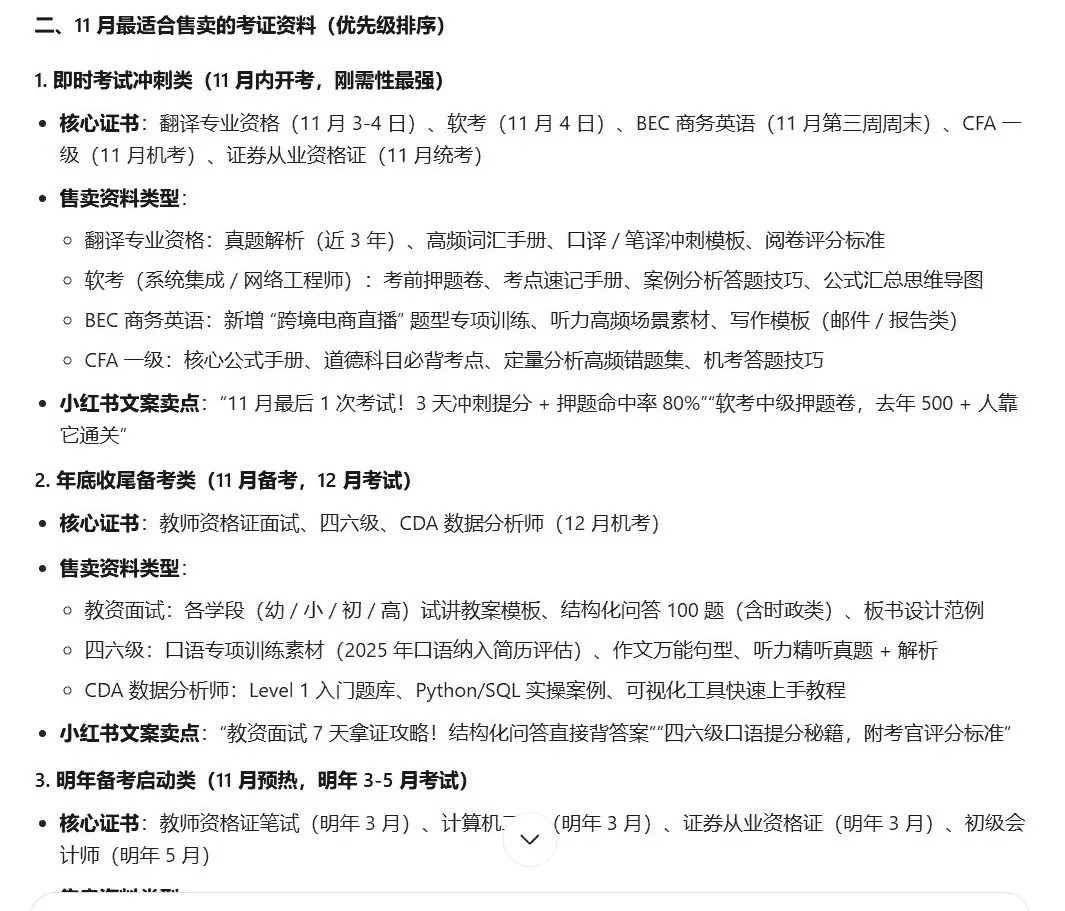 二、11 月最适合售卖的考证资料（优先级排序）
1. 即时考试冲刺类（11 月内开考，刚需性最强）
• 核心证书：翻译专业资格（11 月 3-4 日）、软考（11 月 4 日）、BEC 商务英语（11 月第三周周末）、CFA 一
级（11 月机考）、证券从业资格证（11 月统考）
• 售卖资料类型：
○ 翻译专业资格：真题解析（近 3 年）、高频词汇手册、口译 / 笔译冲刺模板、阅卷评分标准
○ 软考（系统集成 / 网络工程师）：考前押题卷、考点速记手册、案例分析答题技巧、公式汇总思维导图
○ BEC 商务英语：新增 “跨境电商直播” 题型专项训练、听力高频场景素材、写作模板（邮件 / 报告类）
○ CFA 一级：核心公式手册、道德科目必背考点、定量分析高频错题集、机考答题技巧
• 小红书文案卖点：“11 月最后 1 次考试！3 天冲刺提分 + 押题命中率 80%”“软考中级押题卷，去年 500 + 人靠
它通关”
2. 年底收尾备考类（11 月备考，12 月考试）
• 核心证书：教师资格证面试、四六级、CDA 数据分析师（12 月机考）
• 售卖资料类型：
○ 教资面试：各学段（幼 / 小 / 初 / 高）试讲教案模板、结构化问答 100 题（含时政类）、板书设计范例
○ 四六级：口语专项训练素材（2025 年口语纳入简历评估）、作文万能句型、听力精听真题 + 解析
○ CDA 数据分析师：Level 1 入门题库、Python/SQL 实操案例、可视化工具快速上手教程
• 小红书文案卖点：“教资面试 7 天拿证攻略！结构化问答直接背答案”“四六级口语提分秘籍，附考官评分标准”
3. 明年备考启动类（11 月预热，明年 3-5 月考试）
• 核心证书：教师资格证笔试（明年 3 月）、计算机（明年 3 月）、证券从业资格证（明年 3 月）、初级会
计师（明年 5 月）